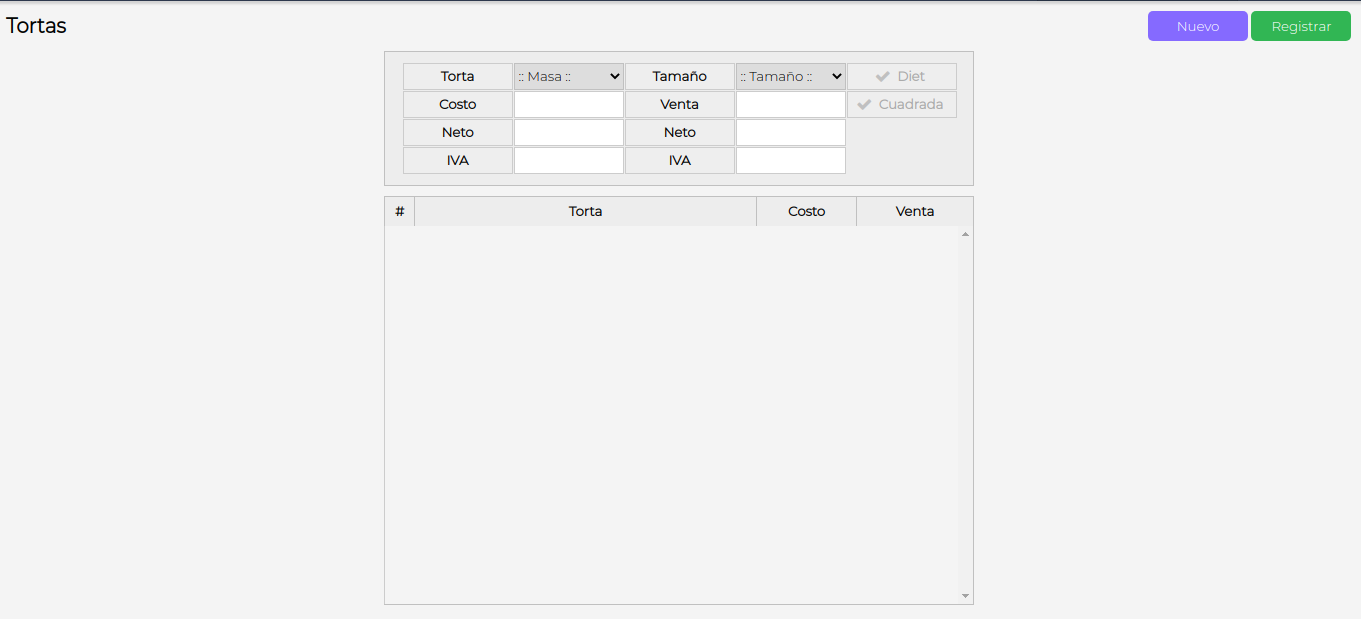 Tortas
Nuevo Registrar
Torta :: Masa :: Tamaño :: Tamaño :: Diet
Costo Venta Cuadrada
Neto Neto
IVA IVA
# Torta Costo Venta